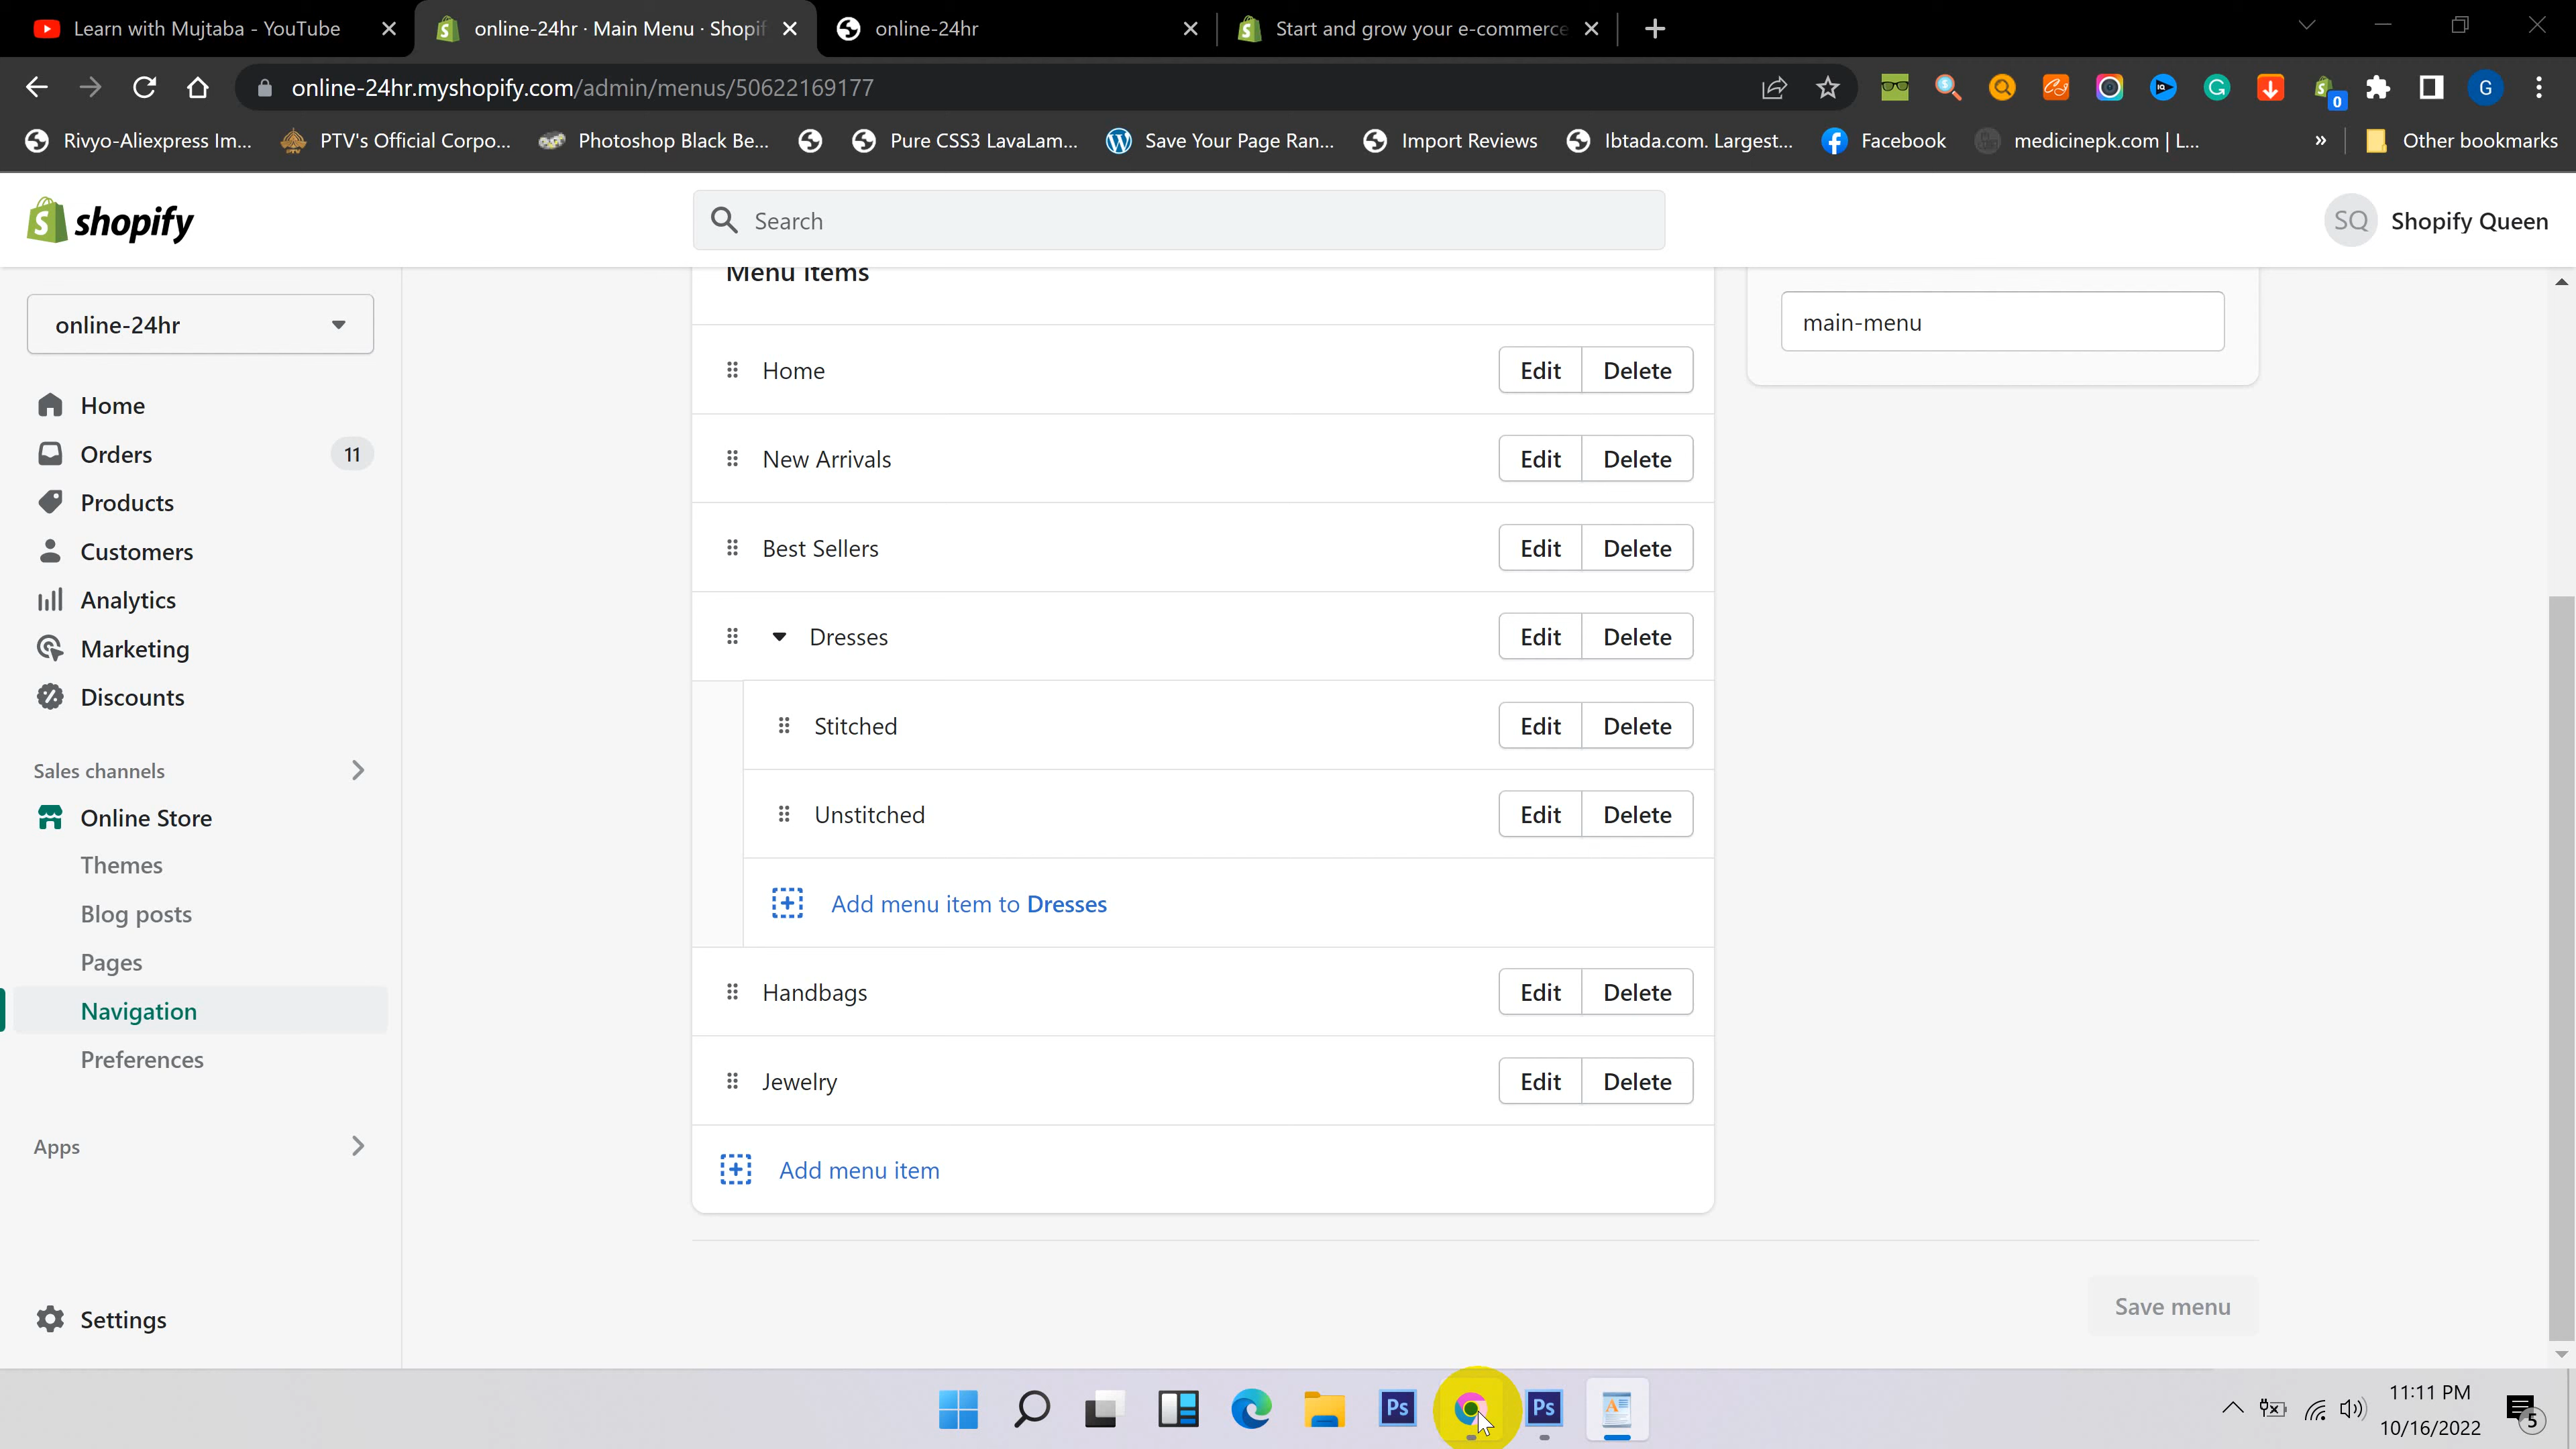 Learn with Mujtaba - YouTube
online-24hr · Main Menu · Shopif
online-24hr
Start and grow your e-commerce
online-24hr.myshopify.com/admin/menus/50622169177
0
G
Rivyo-Aliexpress Im...
PTV's Official Corpo...
Photoshop Black Be...
Pure CSS3 LavaLam...
Save Your Page Ran...
Import Reviews
Ibtada.com. Largest...
Facebook
medicinepk.com | L...
»
Other bookmarks
shopify
Search
SQ
Shopify Queen
online-24hr
Home
Orders
11
Products
Customers
Analytics
Marketing
Discounts
Sales channels
Online Store
Themes
Blog posts
Pages
Navigation
Preferences
Apps
Settings
Menu items
main-menu
Home
Edit Delete
New Arrivals
Edit Delete
Best Sellers
Edit Delete
Dresses
Edit Delete
Stitched
Edit Delete
Unstitched
Edit Delete
Add menu item to Dresses
Handbags
Edit Delete
Jewelry
Edit Delete
Add menu item
Save menu
Ps
Ps
11:11 PM
10/16/2022
5